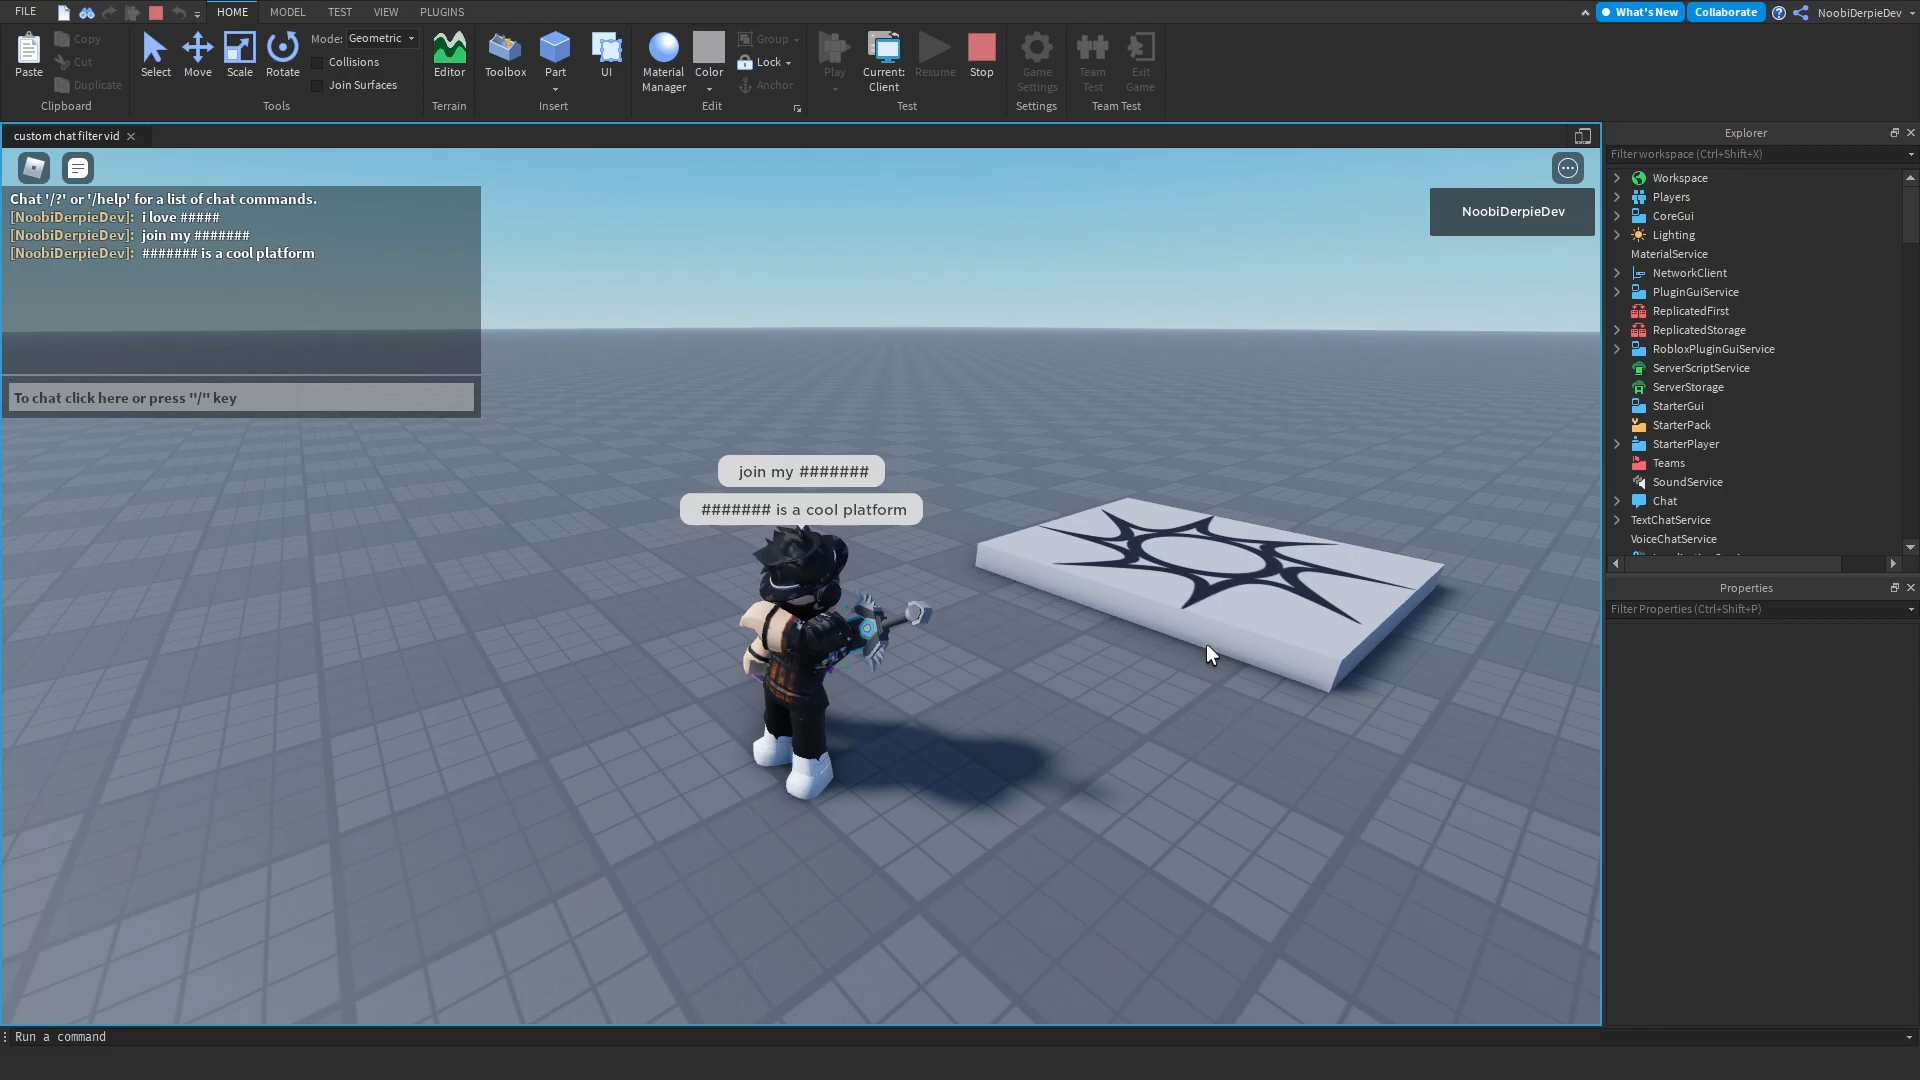 FILE HOME MODEL TEST VIEW PLUGINS What's New Collaborate NoobiDerpieDev
Paste
Copy
Cut
Duplicate
Clipboard
Select Move Scale Rotate
Mode: Geometric
Collisions
Join Surfaces
Tools
Editor
Terrain
Toolbox Part UI
Insert
Material
Manager
Color
Group
Lock
Anchor
Edit
Play
Current:
Client
Resume
Stop
Test
Game
Settings
Settings
Team
Test
Exit
Game
Team Test
custom chat filter vid
Chat '/?' or '/help' for a list of chat commands.
[NoobiDerpieDev]: i love #####
[NoobiDerpieDev]: join my #######
[NoobiDerpieDev]: ####### is a cool platform
To chat click here or press "/" key
NoobiDerpieDev
join my #######
####### is a cool platform
Explorer
Filter workspace (Ctrl+Shift+X)
Workspace
Players
CoreGui
Lighting
MaterialService
NetworkClient
PluginGuiService
ReplicatedFirst
ReplicatedStorage
RobloxPluginGuiService
ServerScriptService
ServerStorage
StarterGui
StarterPack
StarterPlayer
Teams
SoundService
Chat
TextChatService
VoiceChatService
Properties
Filter Properties (Ctrl+Shift+P)
Run a command